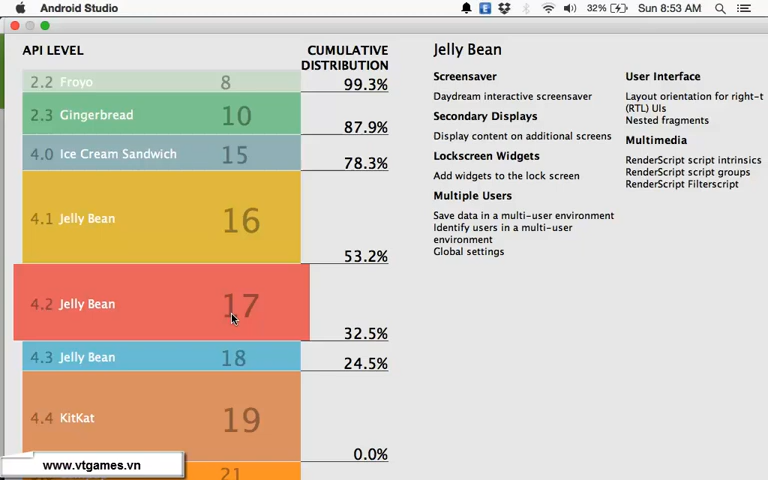 Android Studio
32%
Sun 8:53 AM
API LEVEL
CUMULATIVE
DISTRIBUTION
2.2 Froyo 8
99.3%
2.3 Gingerbread 10
87.9%
4.0 Ice Cream Sandwich 15
78.3%
4.1 Jelly Bean 16
53.2%
4.2 Jelly Bean 17
32.5%
4.3 Jelly Bean 18
24.5%
4.4 KitKat 19
0.0%
21
Jelly Bean
Screensaver
Daydream interactive screensaver
Secondary Displays
Display content on additional screens
Lockscreen Widgets
Add widgets to the lock screen
Multiple Users
Save data in a multi-user environment
Identify users in a multi-user
environment
Global settings
User Interface
Layout orientation for right-t
(RTL) UIs
Nested fragments
Multimedia
RenderScript script intrinsics
RenderScript script groups
RenderScript Filterscript
www.vtgames.vn